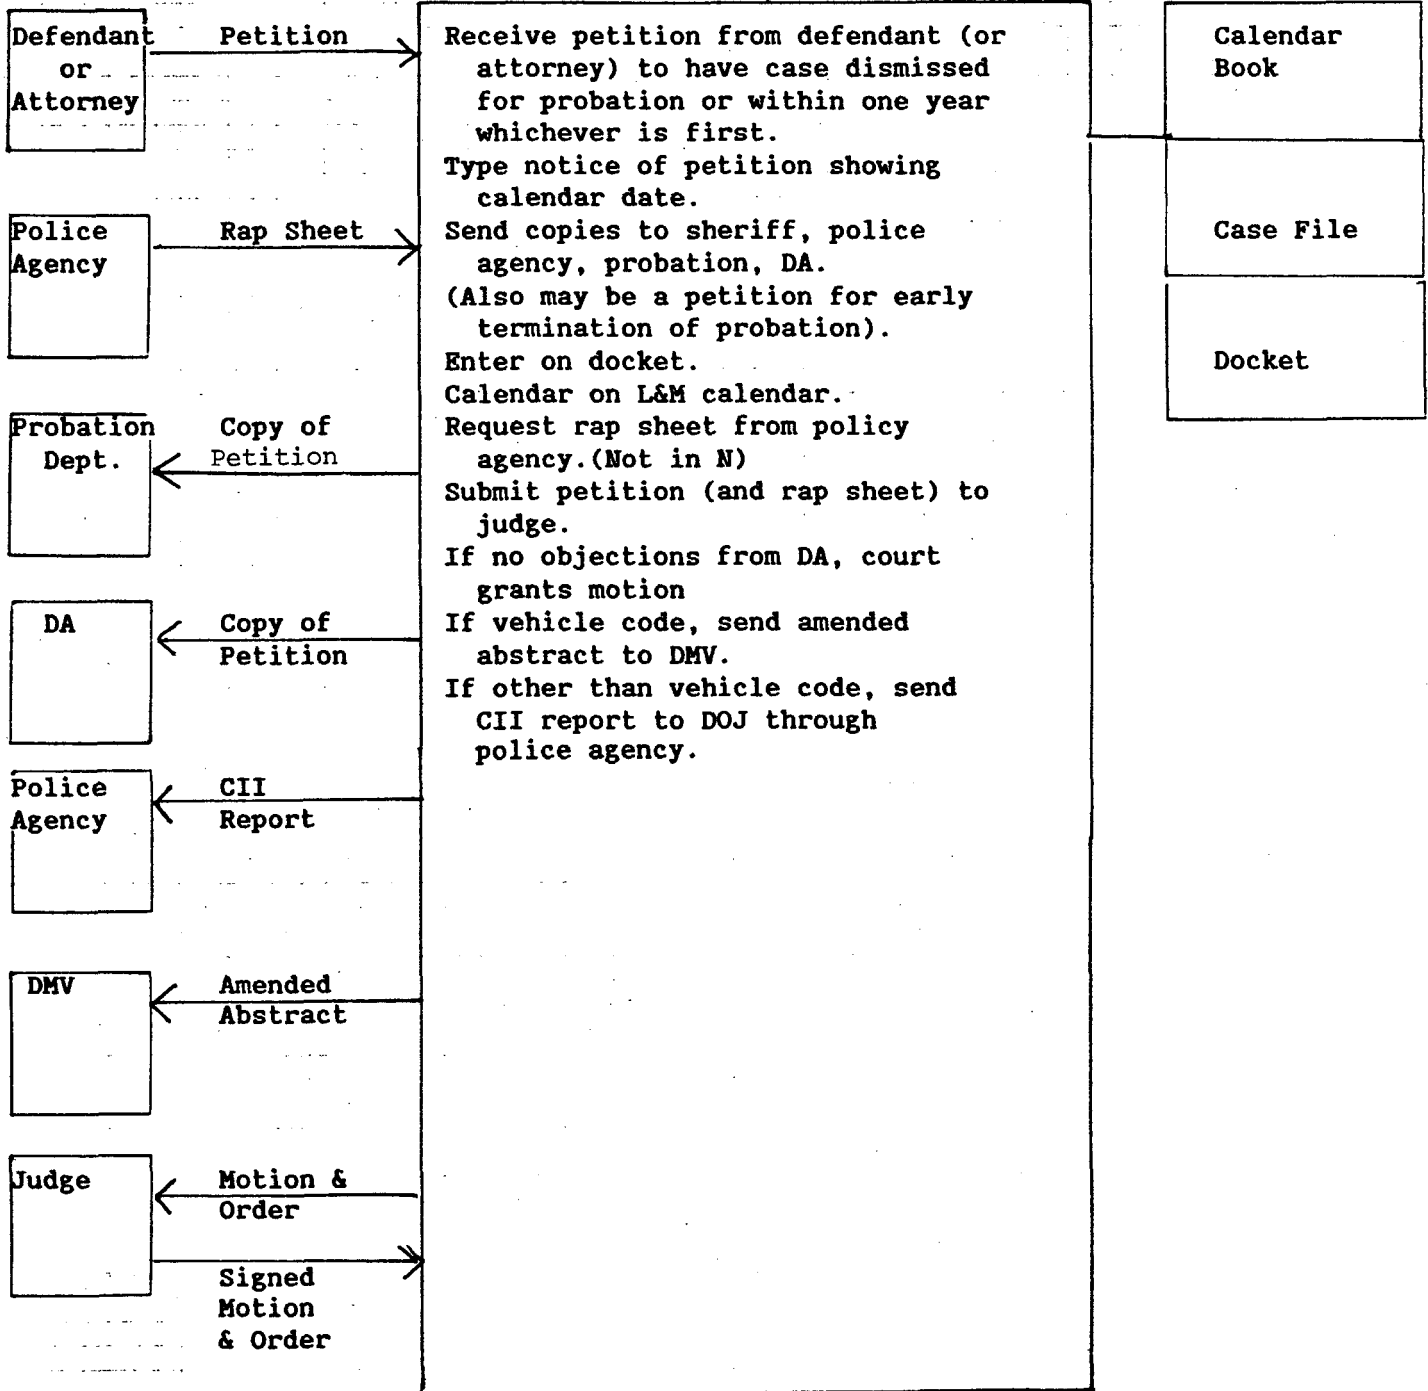 Defendant
or
Attorney
Petition
Police
Agency
Rap Sheet
Probation
Dept.
Copy of
Petition
DA
Copy of
Petition
Police
Agency
CII
Report
DMV
Amended
Abstract
Judge
Motion &
Order
Signed
Motion
& Order
Receive petition from defendant (or
attorney) to have case dismissed
for probation or within one year
whichever is first.
Type notice of petition showing
calendar date.
Send copies to sheriff, police
agency, probation, DA.
(Also may be a petition for early
termination of probation).
Enter on docket.
Calendar on L&M calendar.
Request rap sheet from policy
agency.(Not in N)
Submit petition (and rap sheet) to
judge.
If no objections from DA, court
grants motion
If vehicle code, send amended
abstract to DMV.
If other than vehicle code, send
CII report to DOJ through
police agency.
Calendar
Book
Case File
Docket